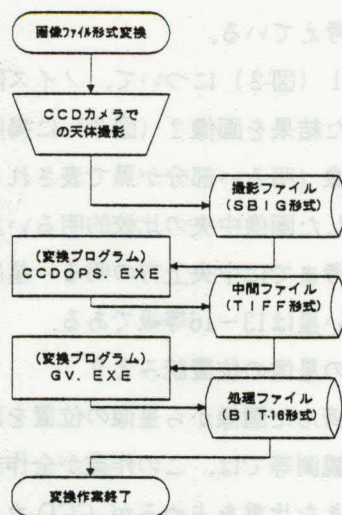 画像ファイル形式変換
CCDカメラで
の天体撮影
撮影ファイル
(SBIG形式)
(変換プログラム)
CCDOPS. EXE
中間ファイル
(TIFF形式)
(変換プログラム)
GV. EXE
処理ファイル
(BIT-16形式)
変換作業終了